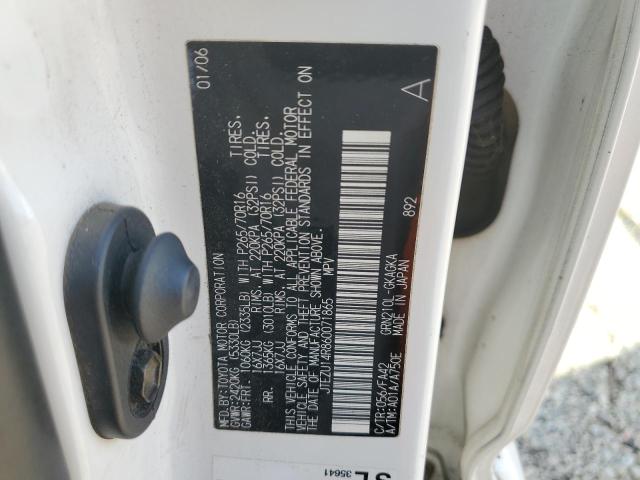 MFD.BY:TOYOTA MOTOR CORPORATION 01/06
GVWR:2420KG(5330LB)
GAWR:FRT. 1060KG (2335LB) WITH P265/70R16 TIRES,
16X7JJ RIMS, AT 220KPA (32PSI) COLD.
RR. 1365KG (3010LB) WITH P265/70R16 TIRES,
16X7JJ RIMS, AT 220KPA (32PSI) COLD.
THIS VEHICLE CONFORMS TO ALL APPLICABLE FEDERAL MOTOR
VEHICLE SAFETY AND THEFT PREVENTION STANDARDS IN EFFECT ON
THE DATE OF MANUFACTURE SHOWN ABOVE.
JTEZU14R860071865 MPV
A
C/TR:056/FA42 GRN210L-GKAGKA 892
A/TM:A01A/A750E MADE IN JAPAN
35641